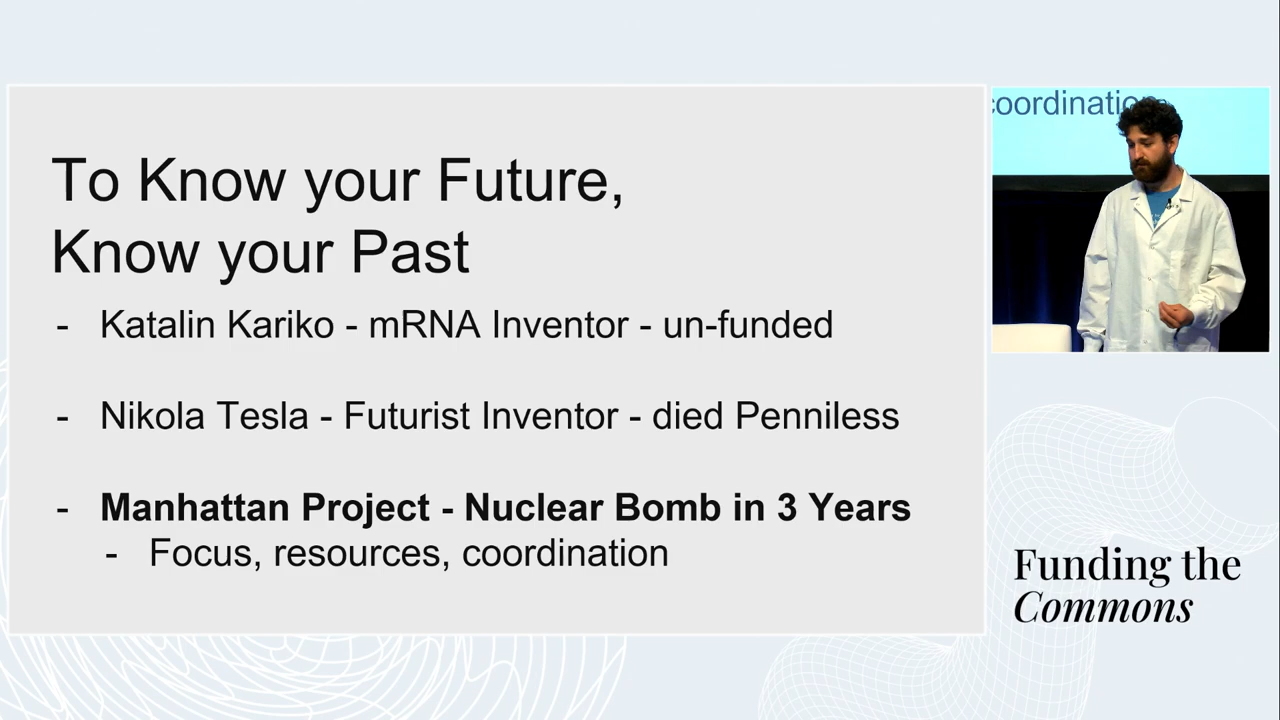 To Know your Future,
Know your Past
- Katalin Kariko - mRNA Inventor - un-funded
- Nikola Tesla - Futurist Inventor - died Penniless
- Manhattan Project - Nuclear Bomb in 3 Years
- Focus, resources, coordination
coordination
Funding the
Commons